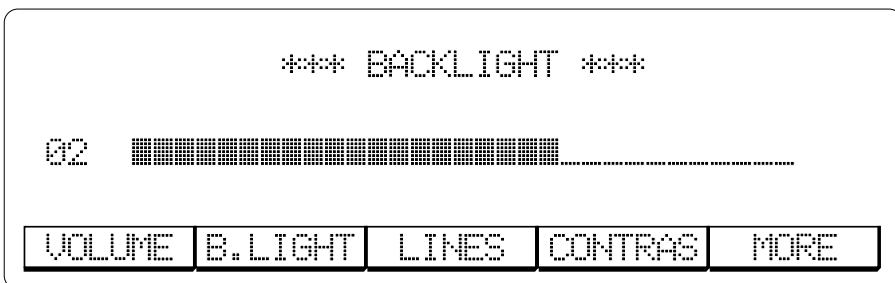 *** BACKLIGHT ***
02
VOLUME B.LIGHT LINES CONTRAS MORE